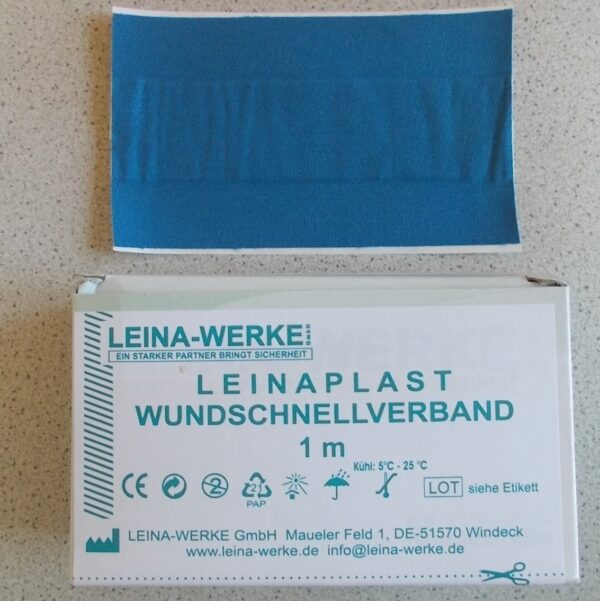 LEINA-WERKE GmbH
EIN STARKER PARTNER BRINGT SICHERHEIT
LEINAPLAST
WUNDSCHNELLVERBAND
1 m
Kühl: 5°C - 25 °C
CE 2 21 LOT siehe Etikett
PAP
LEINA-WERKE GmbH Maueler Feld 1, DE-51570 Windeck
www.leina-werke.de info@leina-werke.de